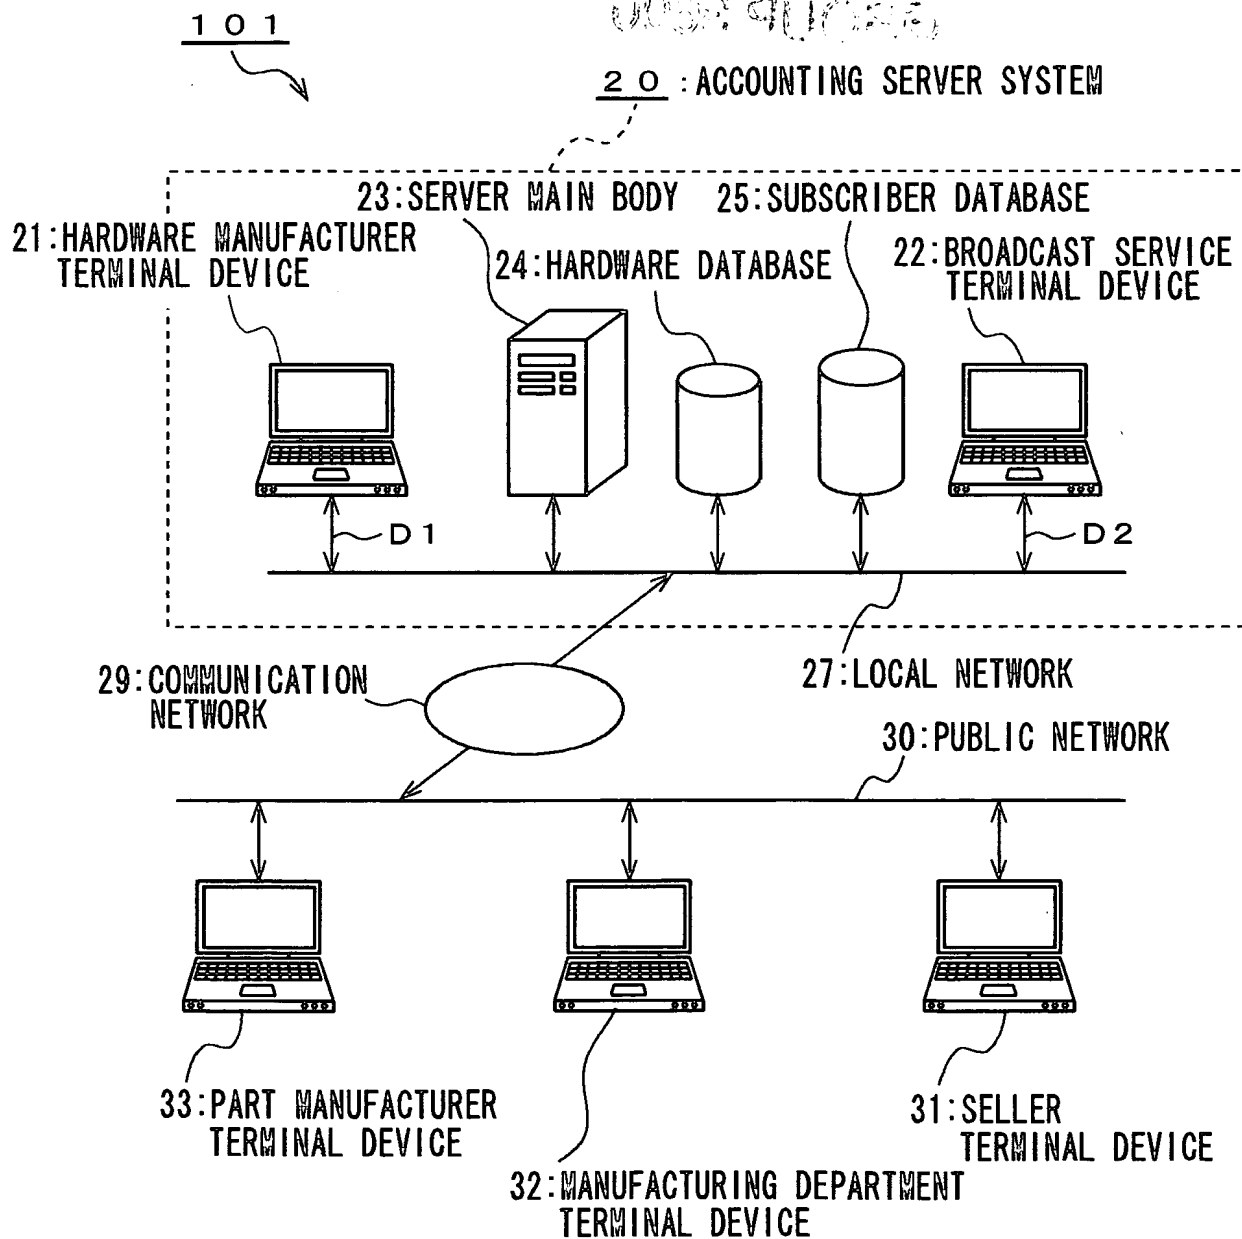 101
20:ACCOUNTING SERVER SYSTEM
23:SERVER MAIN BODY
25:SUBSCRIBER DATABASE
21:HARDWARE MANUFACTURER
TERMINAL DEVICE
24:HARDWARE DATABASE
22:BROADCAST SERVICE
TERMINAL DEVICE
D1
D2
29:COMMUNICATION
NETWORK
27:LOCAL NETWORK
30:PUBLIC NETWORK
33:PART MANUFACTURER
TERMINAL DEVICE
32:MANUFACTURING DEPARTMENT
TERMINAL DEVICE
31:SELLER
TERMINAL DEVICE